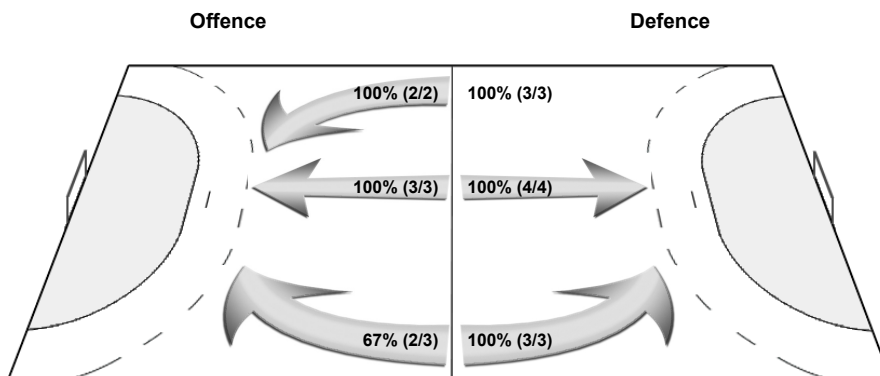 Offence Defence
100% (2/2) 100% (3/3)
100% (3/3) 100% (4/4)
67% (2/3) 100% (3/3)